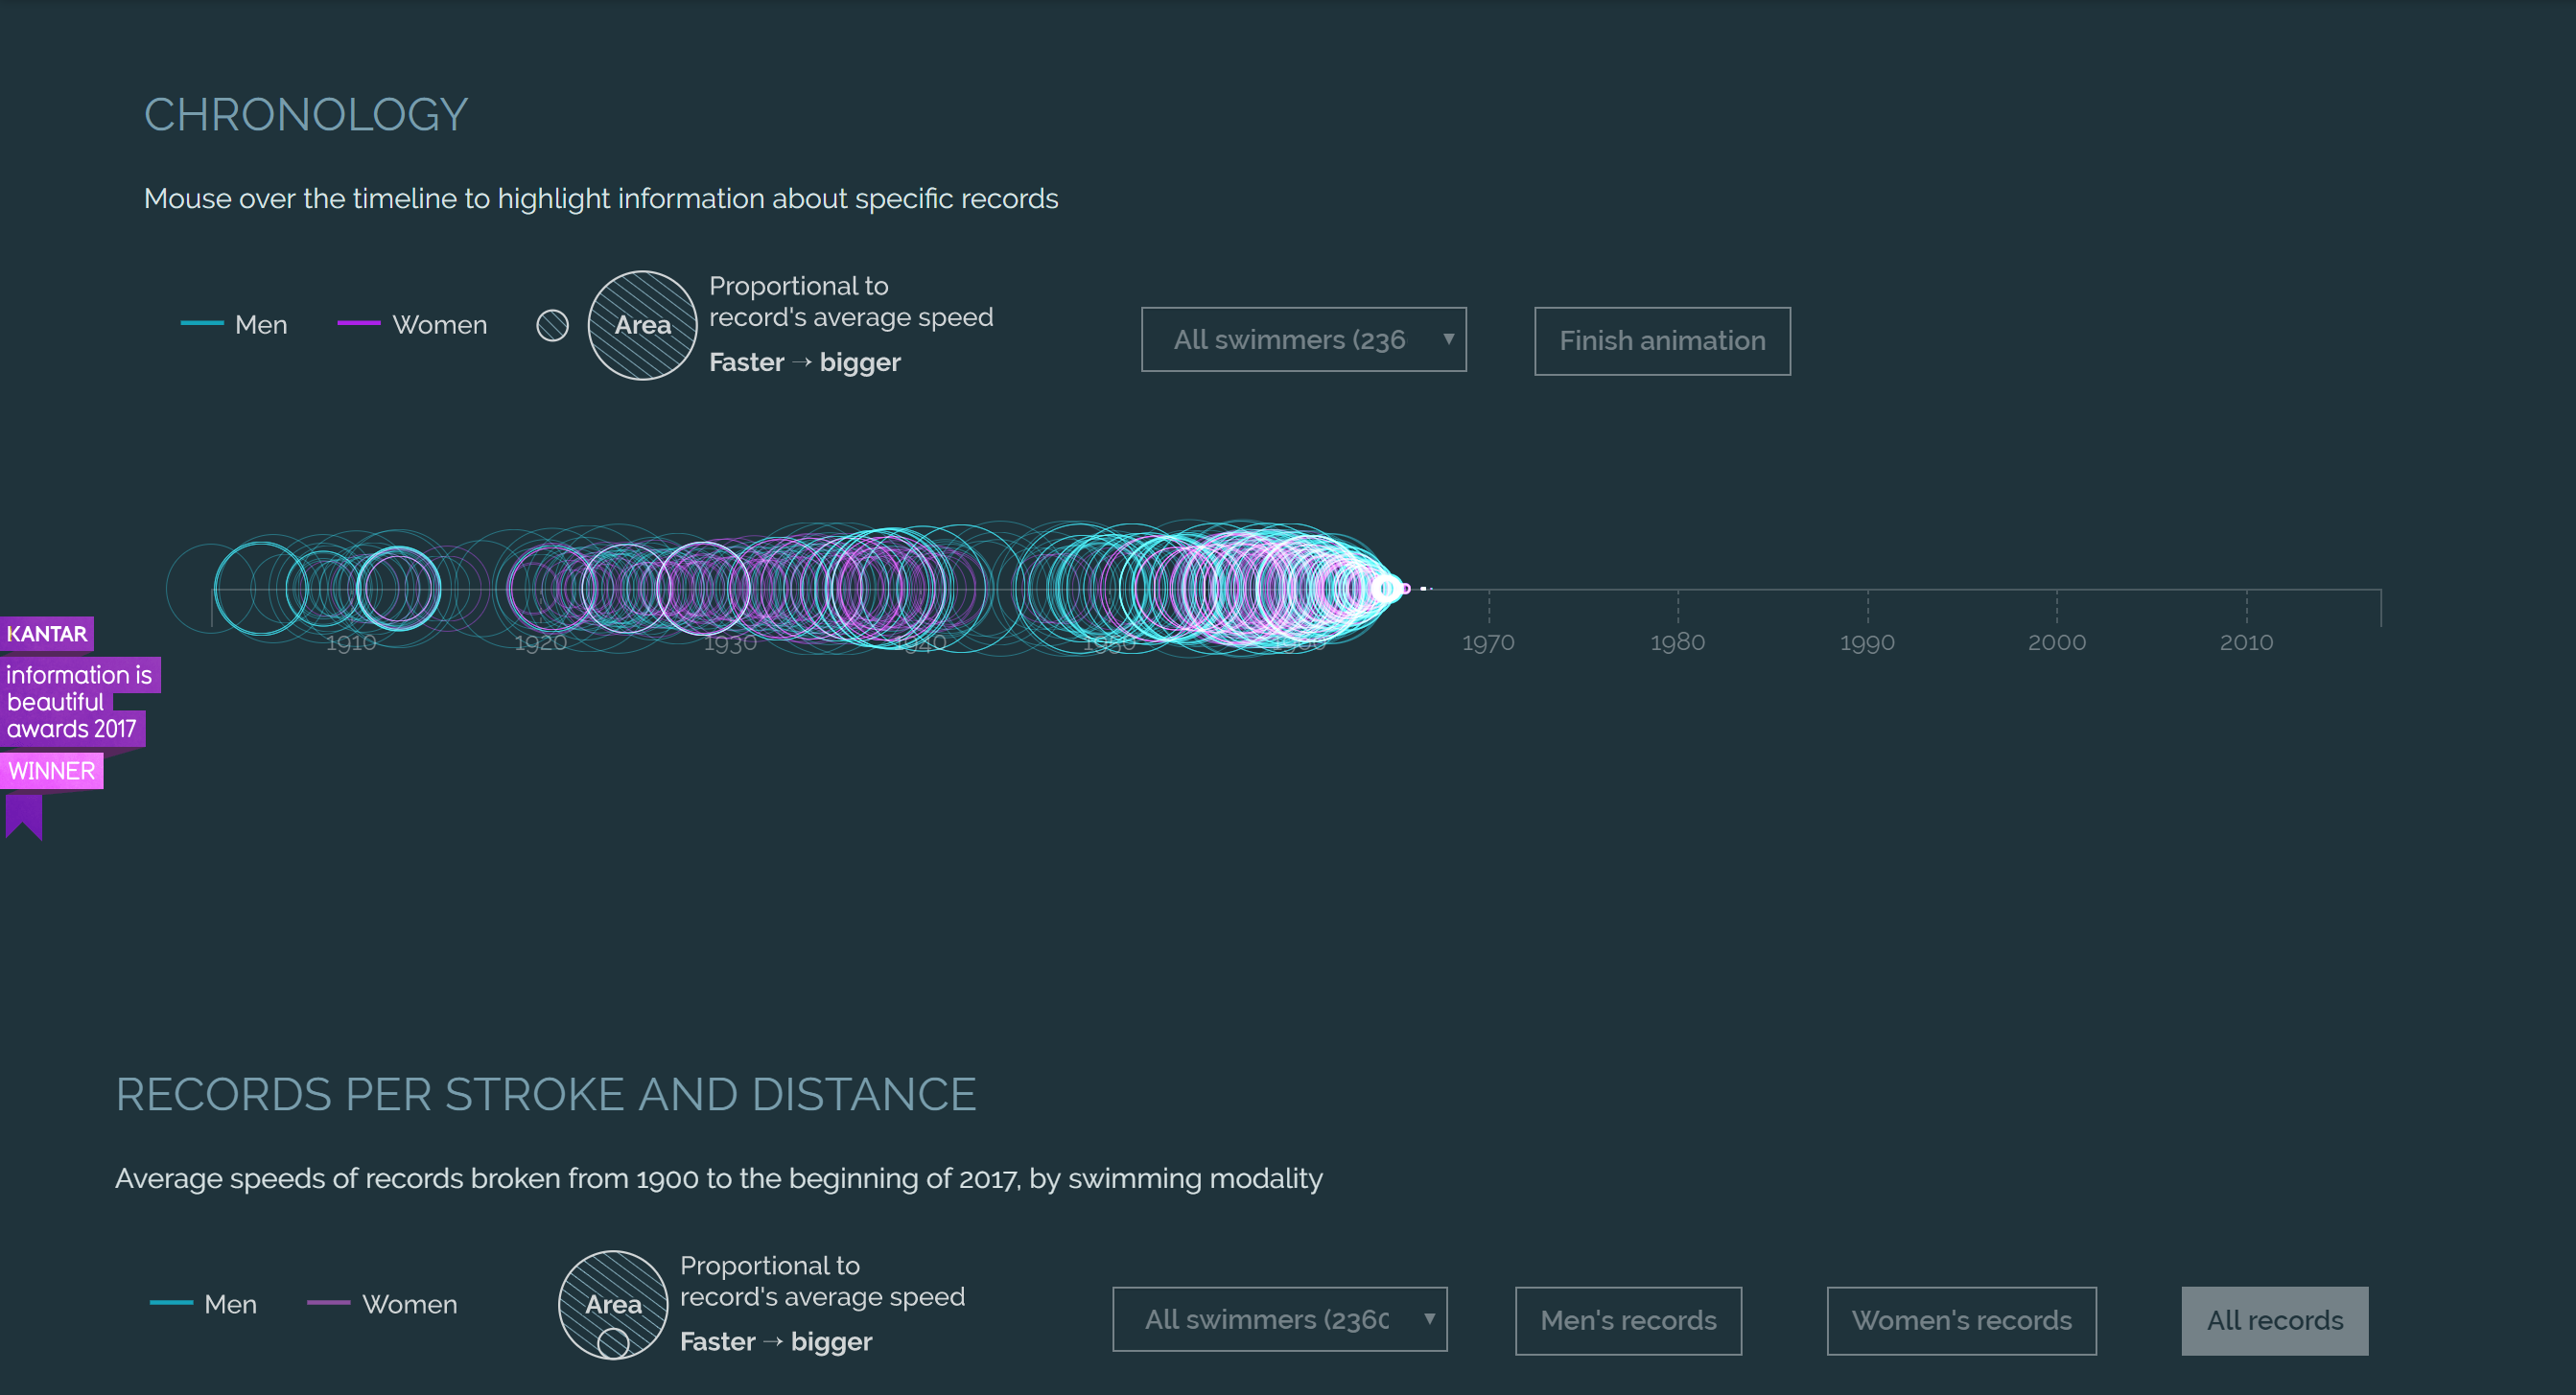 CHRONOLOGY
Mouse over the timeline to highlight information about specific records
Men
Women
Area
Proportional to
record's average speed
Faster → bigger
All swimmers (236
Finish animation
1910
1920
1930
1940
1950
1960
1970
1980
1990
2000
2010
KANTAR
information is
beautiful
awards 2017
WINNER
RECORDS PER STROKE AND DISTANCE
Average speeds of records broken from 1900 to the beginning of 2017, by swimming modality
Men
Women
Area
Proportional to
record's average speed
Faster → bigger
All swimmers (2360
Men's records
Women's records
All records